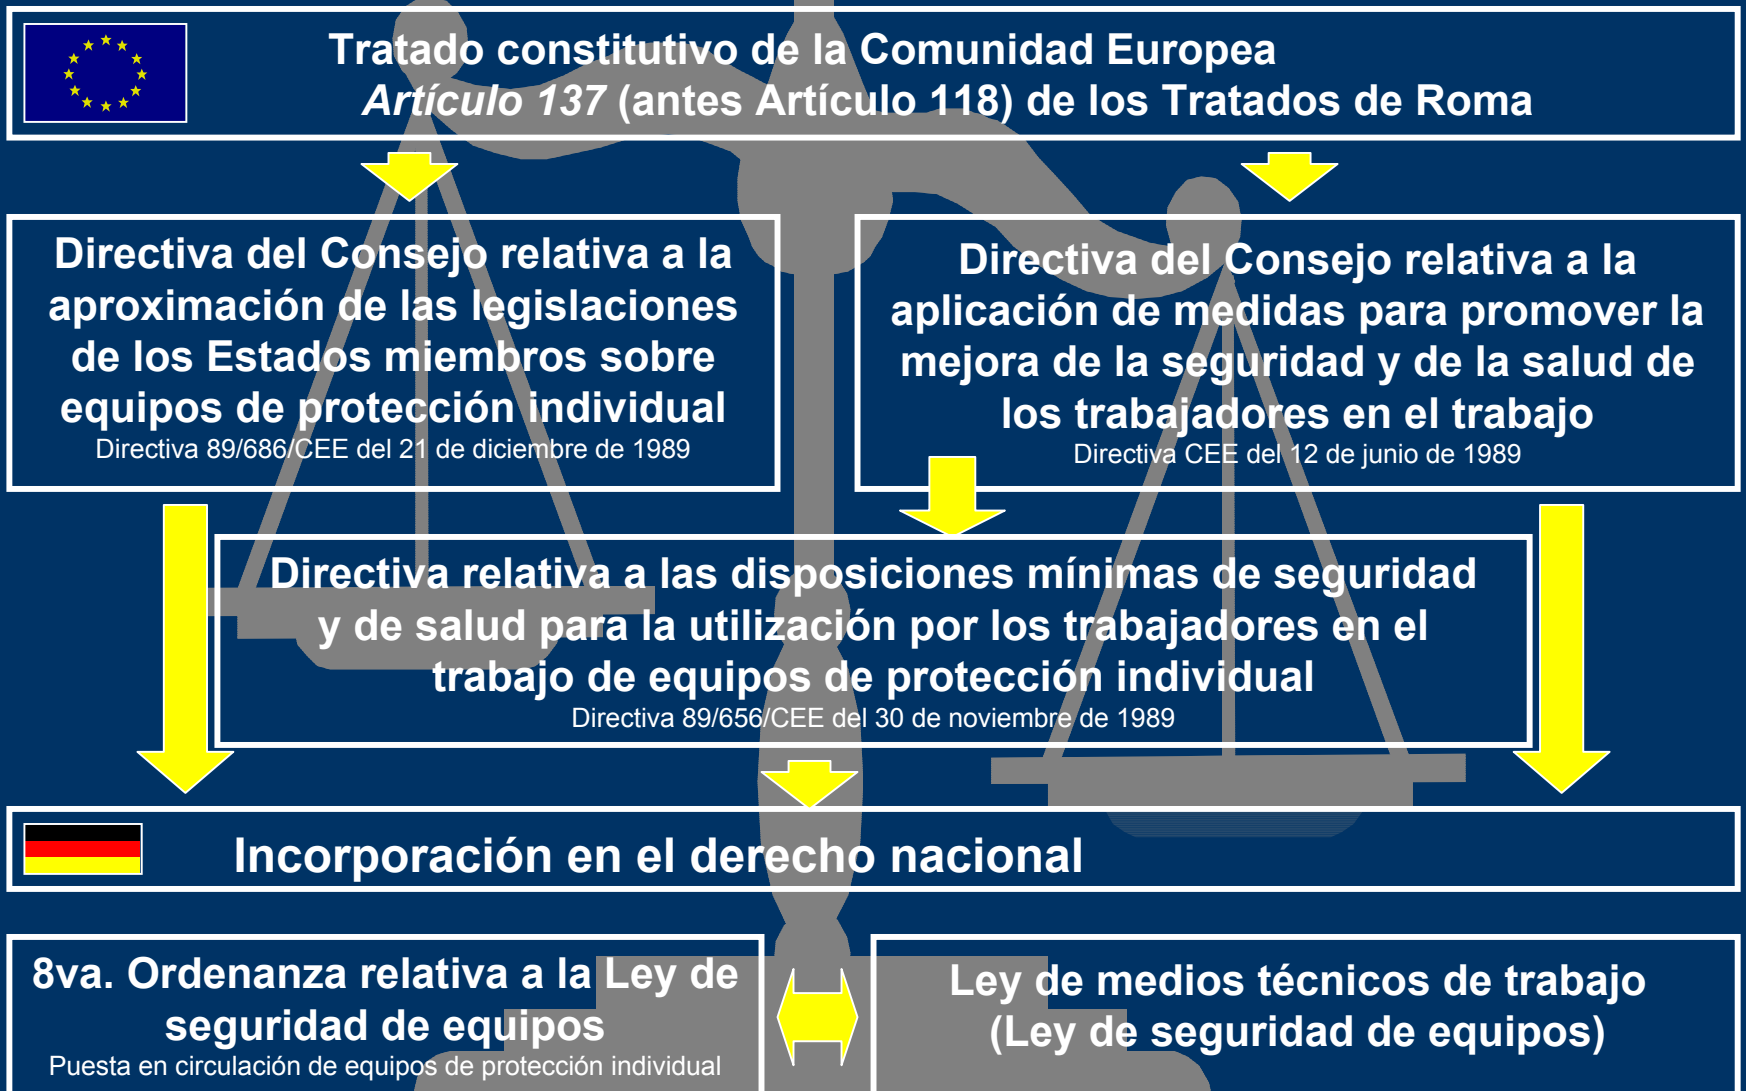 Tratado constitutivo de la Comunidad Europea
Artículo 137 (antes Artículo 118) de los Tratados de Roma
Directiva del Consejo relativa a la
aproximación de las legislaciones
de los Estados miembros sobre
equipos de protección individual
Directiva 89/686/CEE del 21 de diciembre de 1989
Directiva del Consejo relativa a la
aplicación de medidas para promover la
mejora de la seguridad y de la salud de
los trabajadores en el trabajo
Directiva CEE del 12 de junio de 1989
Directiva relativa a las disposiciones mínimas de seguridad
y de salud para la utilización por los trabajadores en el
trabajo de equipos de protección individual
Directiva 89/656/CEE del 30 de noviembre de 1989
Incorporación en el derecho nacional
8va. Ordenanza relativa a la Ley de
seguridad de equipos
Puesta en circulación de equipos de protección individual
Ley de medios técnicos de trabajo
(Ley de seguridad de equipos)